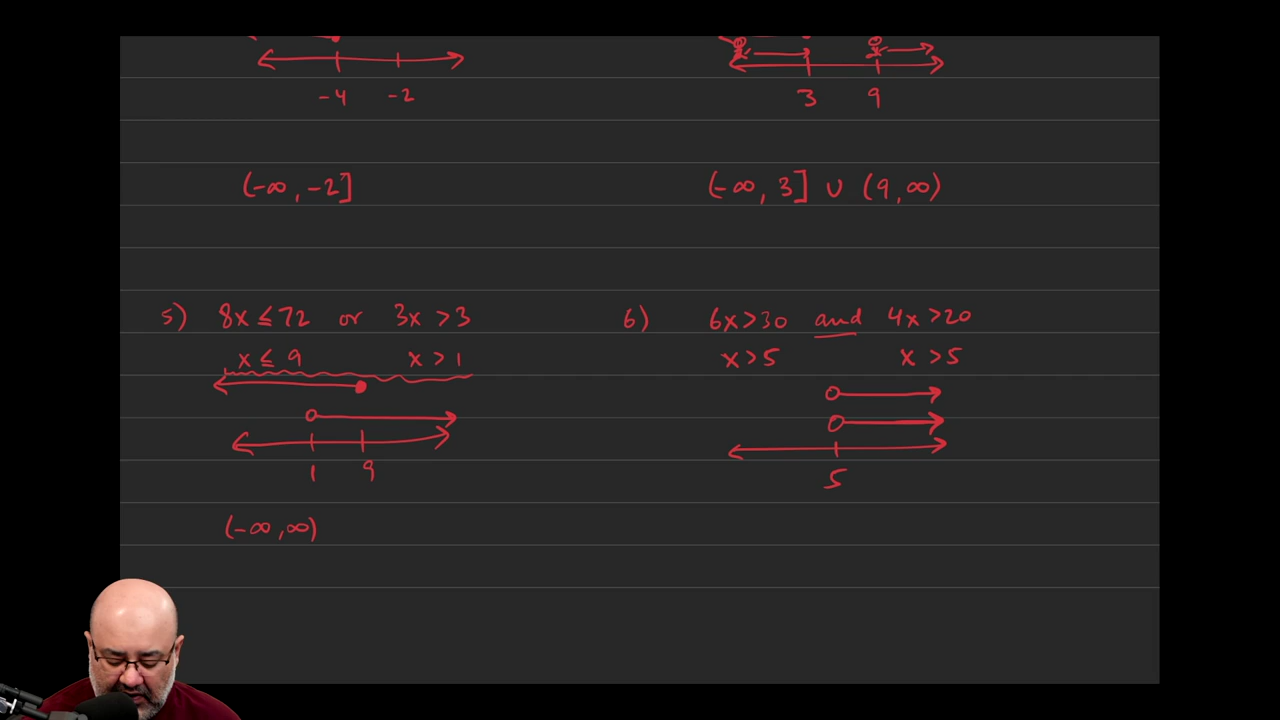 -4 -2
3 9
(-∞, -2]
(-∞, 3] ∪ (9, ∞)
5) 8x ≤ 72 or 3x > 3
x ≤ 9 x > 1
1 9
(-∞, ∞)
6) 6x > 30 and 4x > 20
x > 5 x > 5
5